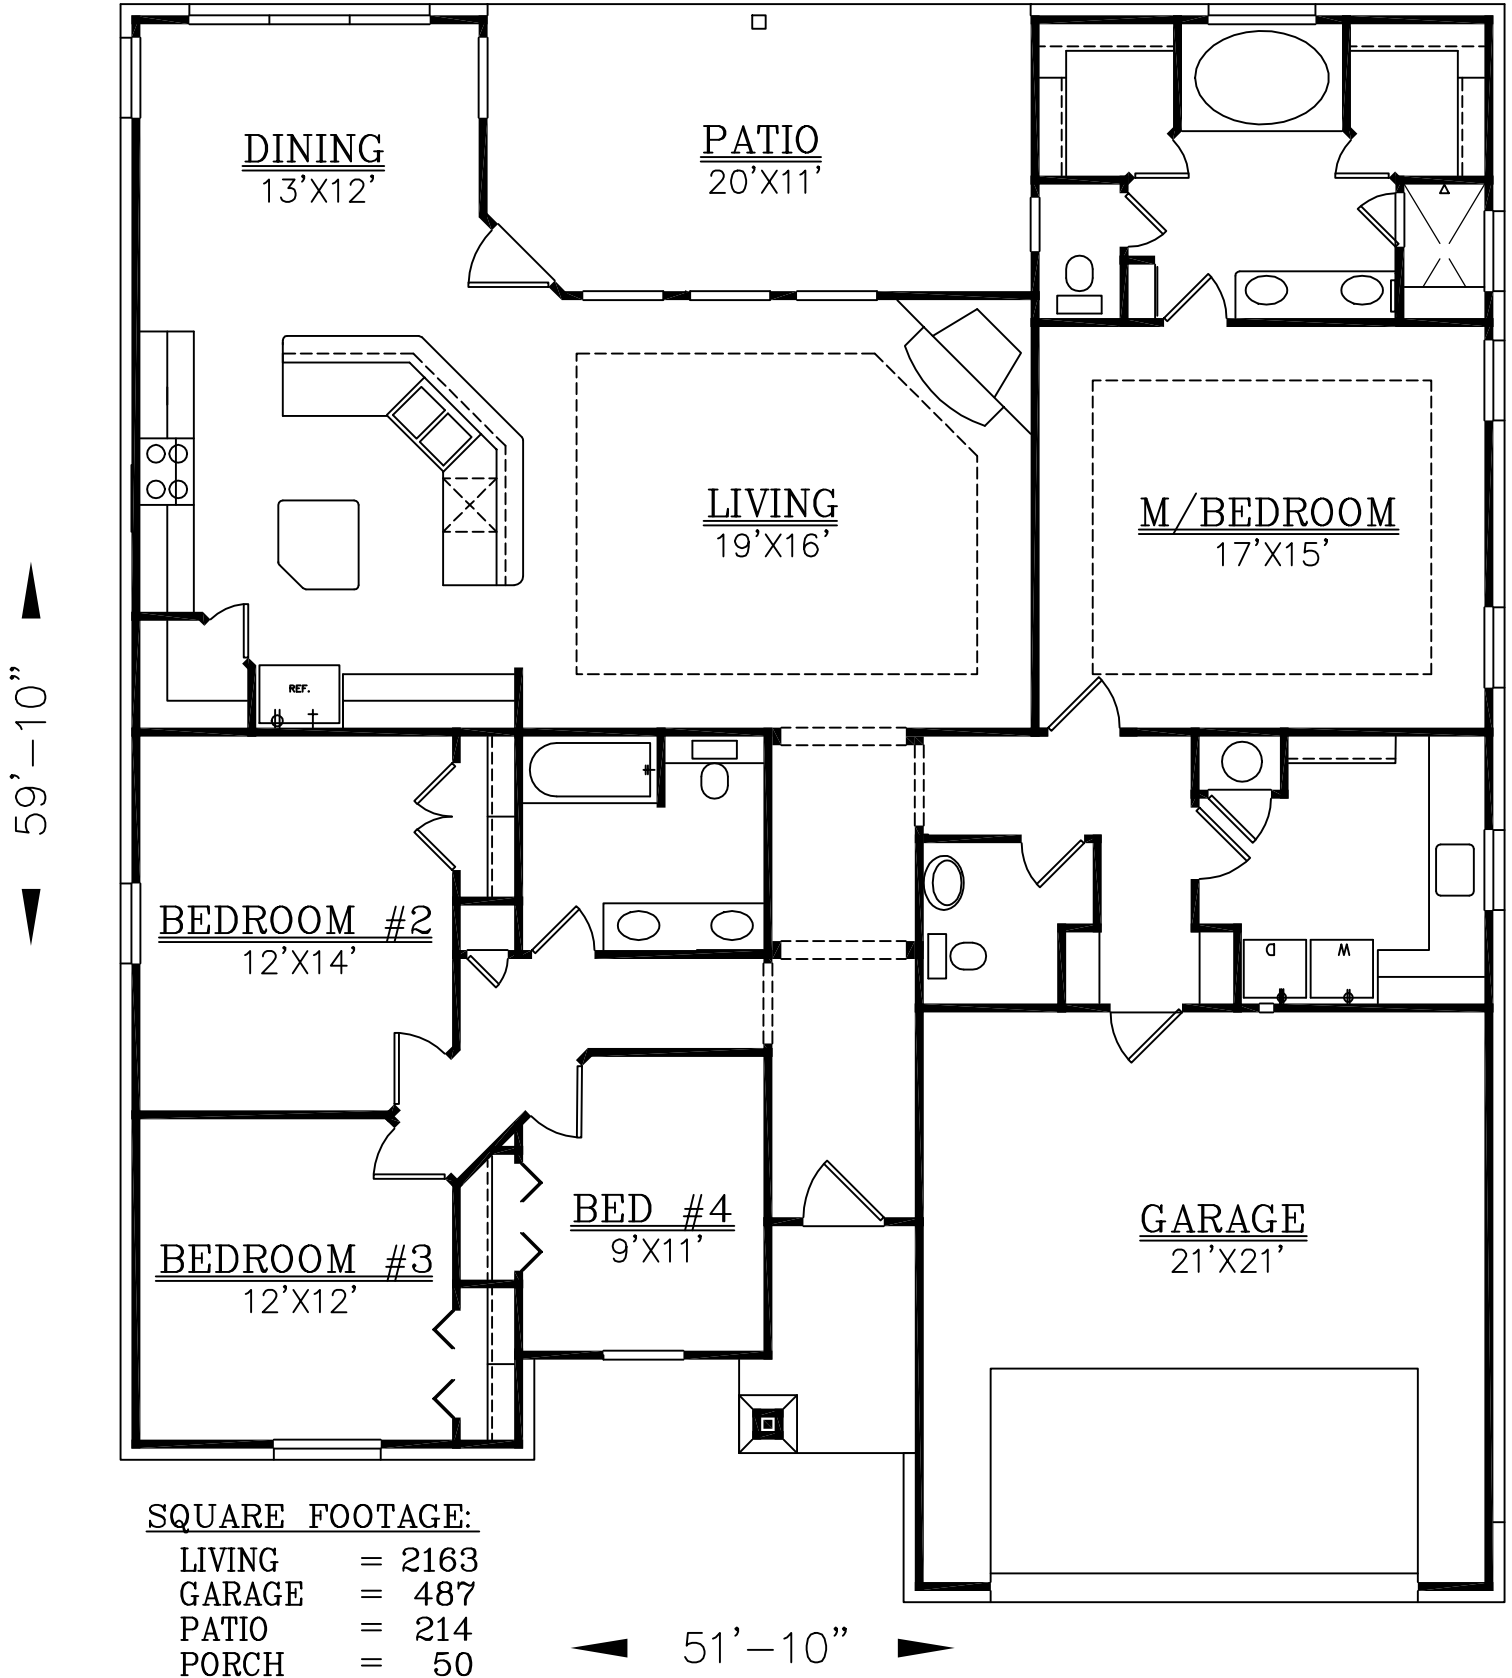 DINING
13'X12'
PATIO
20'X11'
LIVING
19'X16'
M/BEDROOM
17'X15'
REF.
59'-10"
BEDROOM #2
12'X14'
D
W
BED #4
9'X11'
GARAGE
21'X21'
BEDROOM #3
12'X12'
SQUARE FOOTAGE:
LIVING = 2163
GARAGE = 487
PATIO = 214
PORCH = 50
51'-10"